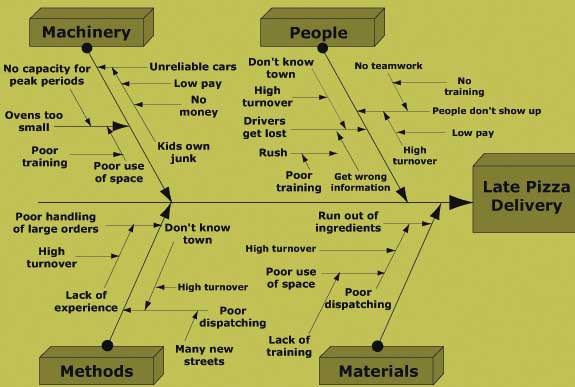 Machinery
People
No capacity for
peak periods
Unreliable cars
Low pay
No
money
Ovens too
small
Kids own
junk
Poor
training
Poor use
of space
Don't know
town
No teamwork
No
training
High
turnover
People don't show up
Drivers
get lost
Low pay
High
turnover
Rush
Poor
training
Get wrong
information
Late Pizza
Delivery
Poor handling
of large orders
Don't know
town
High
turnover
High turnover
Lack of
experience
Poor
dispatching
Many new
streets
Methods
Run out of
ingredients
High turnover
Poor use
of space
Poor
dispatching
Lack of
training
Materials